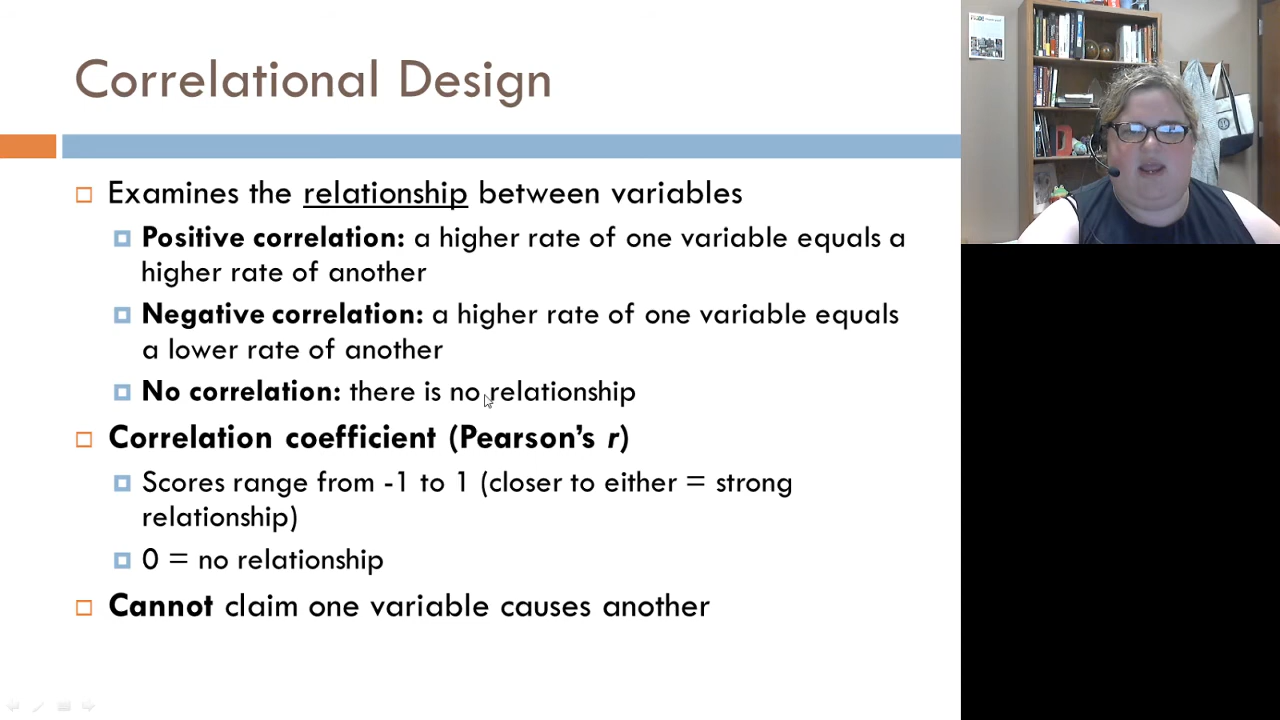 Correlational Design
Examines the relationship between variables
Positive correlation: a higher rate of one variable equals a
higher rate of another
Negative correlation: a higher rate of one variable equals
a lower rate of another
No correlation: there is no relationship
Correlation coefficient (Pearson's r)
Scores range from -1 to 1 (closer to either = strong
relationship)
0 = no relationship
Cannot claim one variable causes another